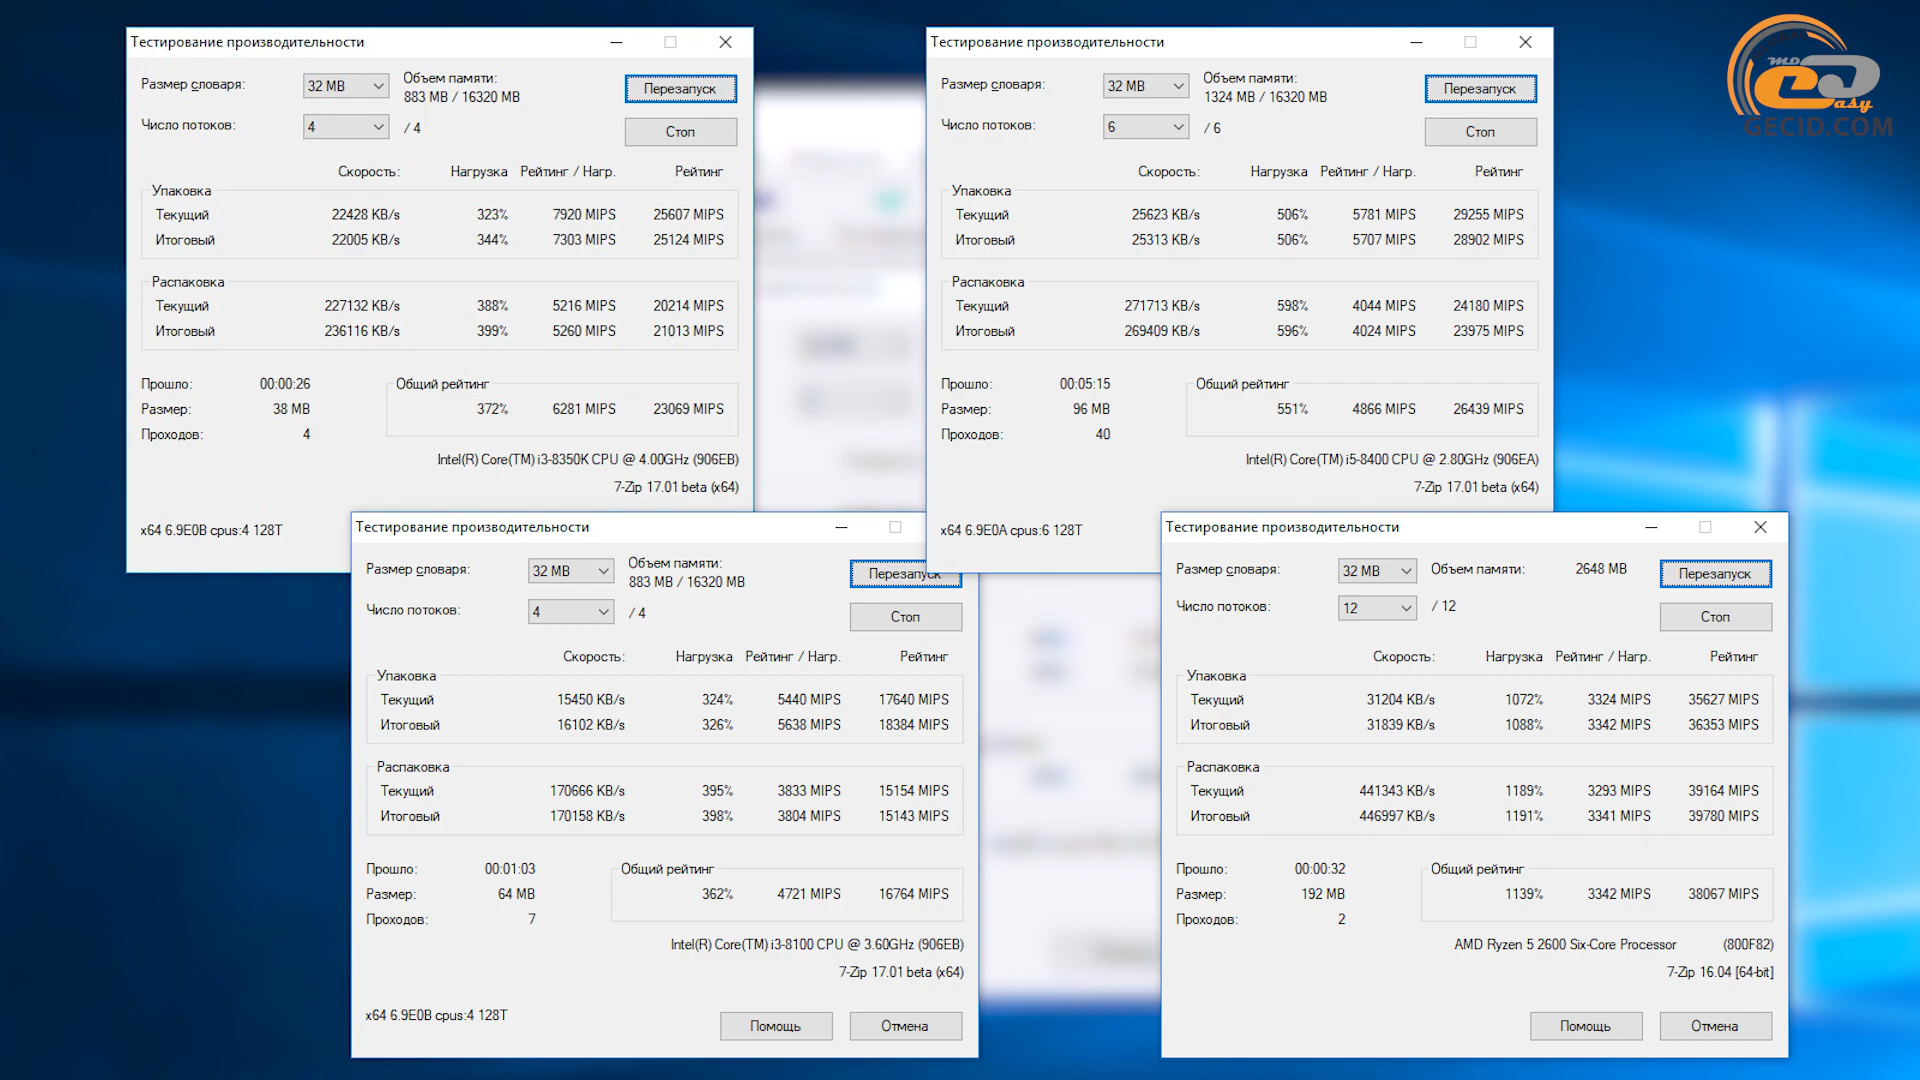 Тестирование производительности
Размер словаря: 32 MB Объем памяти: Перезапуск
883 MB / 16320 MB
Число потоков: 4 / 4 Стоп
Скорость: Нагрузка Рейтинг / Нагр. Рейтинг
Упаковка
Текущий 22428 KB/s 323% 7920 MIPS 25607 MIPS
Итоговый 22005 KB/s 344% 7303 MIPS 25124 MIPS
Распаковка
Текущий 227132 KB/s 388% 5216 MIPS 20214 MIPS
Итоговый 236116 KB/s 399% 5260 MIPS 21013 MIPS
Прошло: 00:00:26 Общий рейтинг
Размер: 38 MB 372% 6281 MIPS 23069 MIPS
Проходов: 4
Intel(R) Core(TM) i3-8350K CPU @ 4.00GHz (906EB)
7-Zip 17.01 beta (x64)
x64 6.9E0B cpus:4 128T
Тестирование производительности
Размер словаря: 32 MB Объем памяти: Перезапуск
1324 MB / 16320 MB
Число потоков: 6 / 6 Стоп
Скорость: Нагрузка Рейтинг / Нагр. Рейтинг
Упаковка
Текущий 25623 KB/s 506% 5781 MIPS 29255 MIPS
Итоговый 25313 KB/s 506% 5707 MIPS 28902 MIPS
Распаковка
Текущий 271713 KB/s 598% 4044 MIPS 24180 MIPS
Итоговый 269409 KB/s 596% 4024 MIPS 23975 MIPS
Прошло: 00:05:15 Общий рейтинг
Размер: 96 MB 551% 4866 MIPS 26439 MIPS
Проходов: 40
Intel(R) Core(TM) i5-8400 CPU @ 2.80GHz (906EA)
7-Zip 17.01 beta (x64)
x64 6.9E0A cpus:6 128T
GECID.COM
Тестирование производительности
Размер словаря: 32 MB Объем памяти: Перезапуск
883 MB / 16320 MB
Число потоков: 4 / 4 Стоп
Скорость: Нагрузка Рейтинг / Нагр. Рейтинг
Упаковка
Текущий 15450 KB/s 324% 5440 MIPS 17640 MIPS
Итоговый 16102 KB/s 326% 5638 MIPS 18384 MIPS
Распаковка
Текущий 170666 KB/s 395% 3833 MIPS 15154 MIPS
Итоговый 170158 KB/s 398% 3804 MIPS 15143 MIPS
Прошло: 00:01:03 Общий рейтинг
Размер: 64 MB 362% 4721 MIPS 16764 MIPS
Проходов: 7
Intel(R) Core(TM) i3-8100 CPU @ 3.60GHz (906EB)
7-Zip 17.01 beta (x64)
x64 6.9E0B cpus:4 128T
Помощь Отмена
Тестирование производительности
Размер словаря: 32 MB Объем памяти: 2648 MB Перезапуск
Число потоков: 12 / 12 Стоп
Скорость: Нагрузка Рейтинг / Нагр. Рейтинг
Упаковка
Текущий 31204 KB/s 1072% 3324 MIPS 35627 MIPS
Итоговый 31839 KB/s 1088% 3342 MIPS 36353 MIPS
Распаковка
Текущий 441343 KB/s 1189% 3293 MIPS 39164 MIPS
Итоговый 446997 KB/s 1191% 3341 MIPS 39780 MIPS
Прошло: 00:00:32 Общий рейтинг
Размер: 192 MB 1139% 3342 MIPS 38067 MIPS
Проходов: 2
AMD Ryzen 5 2600 Six-Core Processor (800F82)
7-Zip 16.04 [64-bit]
Помощь Отмена